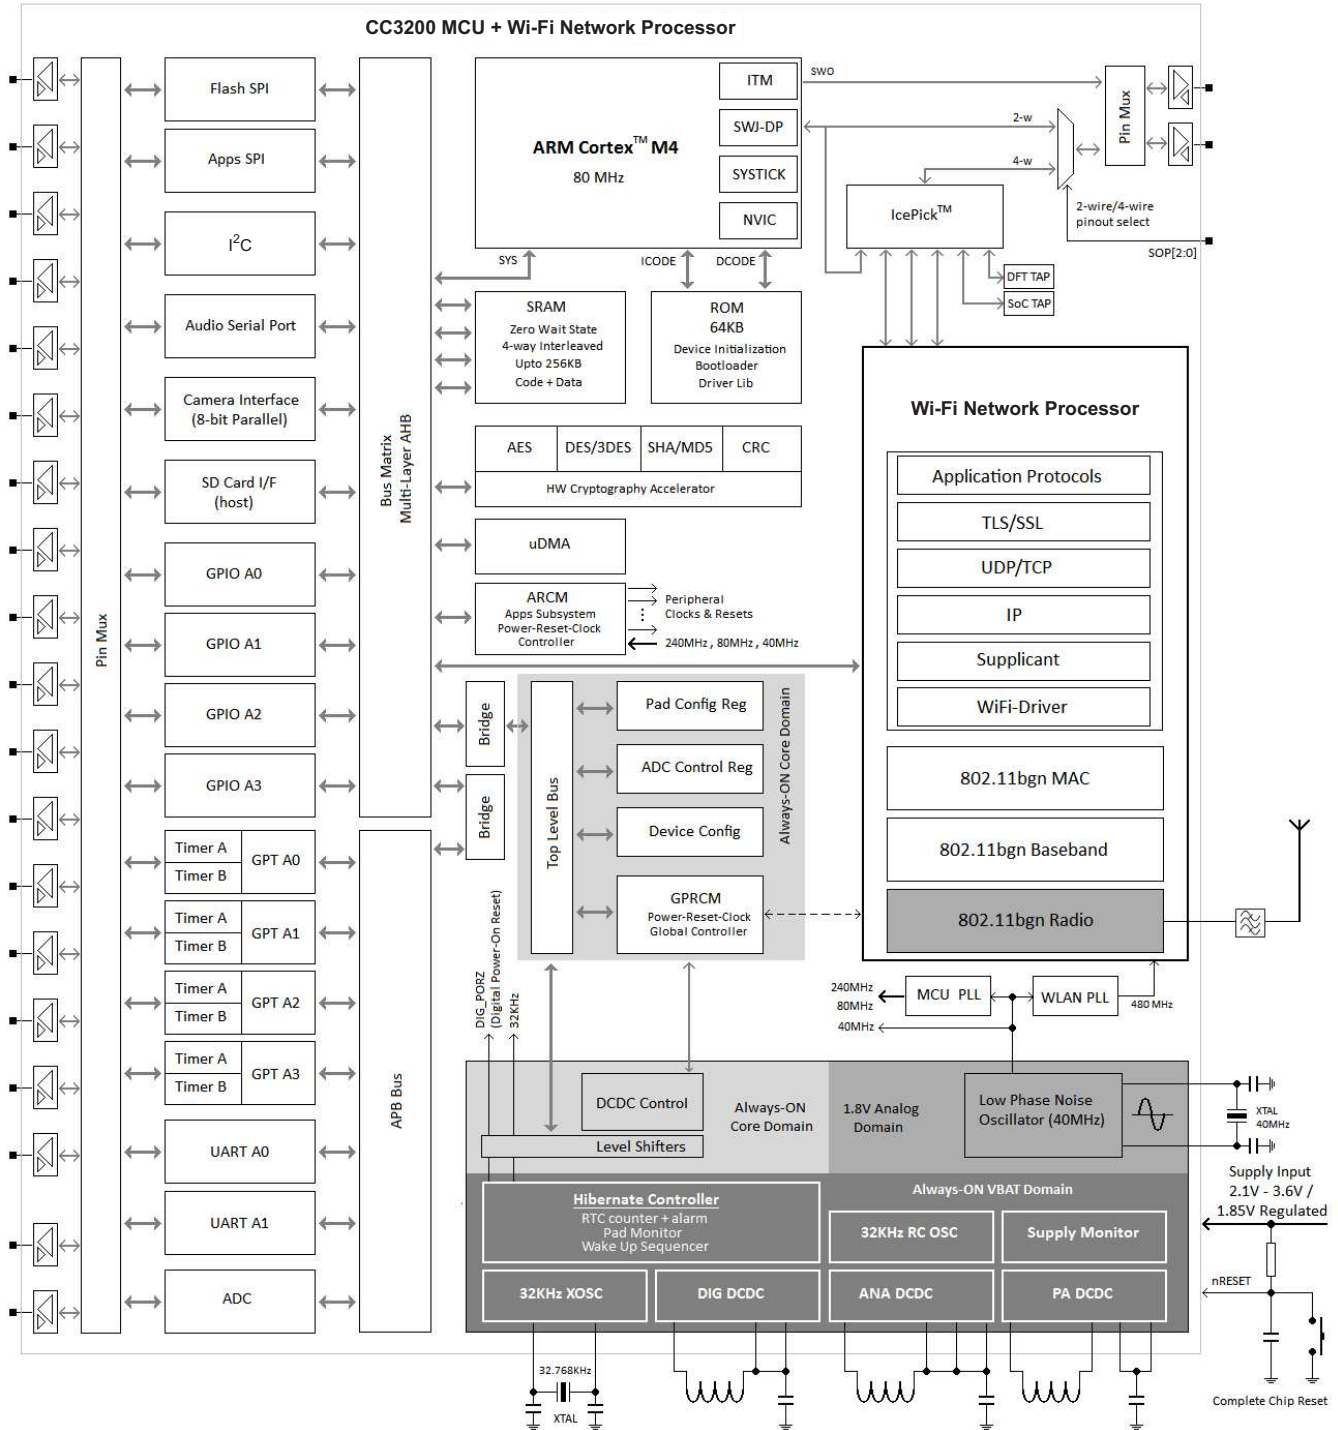 CC3200 MCU + Wi-Fi Network Processor
Pin Mux
Flash SPI
Apps SPI
I2C
Audio Serial Port
Camera Interface
(8-bit Parallel)
SD Card I/F
(host)
GPIO A0
GPIO A1
GPIO A2
GPIO A3
Timer A
Timer B
GPT A0
Timer A
Timer B
GPT A1
Timer A
Timer B
GPT A2
Timer A
Timer B
GPT A3
UART A0
UART A1
ADC
Bus Matrix
Multi-Layer AHB
APB Bus
ARM Cortex™ M4
80 MHz
ITM
SWJ-DP
SYSTICK
NVIC
SWO
2-w
4-w
Pin Mux
2-wire/4-wire
pinout select
SOP[2:0]
IcePick™
DFT TAP
SoC TAP
SYS
ICODE
DCODE
SRAM
Zero Wait State
4-way Interleaved
Upto 256KB
Code + Data
ROM
64KB
Device Initialization
Bootloader
Driver Lib
AES
DES/3DES
SHA/MD5
CRC
HW Cryptography Accelerator
uDMA
ARCM
Apps Subsystem
Power-Reset-Clock
Controller
Peripheral
Clocks & Resets
240MHz , 80MHz , 40MHz
Bridge
Bridge
Top Level Bus
Pad Config Reg
ADC Control Reg
Device Config
GPRCM
Power-Reset-Clock
Global Controller
Always-ON Core Domain
Wi-Fi Network Processor
Application Protocols
TLS/SSL
UDP/TCP
IP
Supplicant
WiFi-Driver
802.11bgn MAC
802.11bgn Baseband
802.11bgn Radio
DIG_PORZ
(Digital Power-On Reset)
32KHz
240MHz
80MHz
40MHz
MCU PLL
WLAN PLL
480 MHz
DCDC Control
Level Shifters
Always-ON
Core Domain
1.8V Analog
Domain
Low Phase Noise
Oscillator (40MHz)
XTAL
40MHz
Hibernate Controller
RTC counter + alarm
Pad Monitor
Wake Up Sequencer
Always-ON VBAT Domain
32KHz RC OSC
Supply Monitor
32KHz XOSC
DIG DCDC
ANA DCDC
PA DCDC
Supply Input
2.1V - 3.6V /
1.85V Regulated
nRESET
32.768KHz
XTAL
Complete Chip Reset